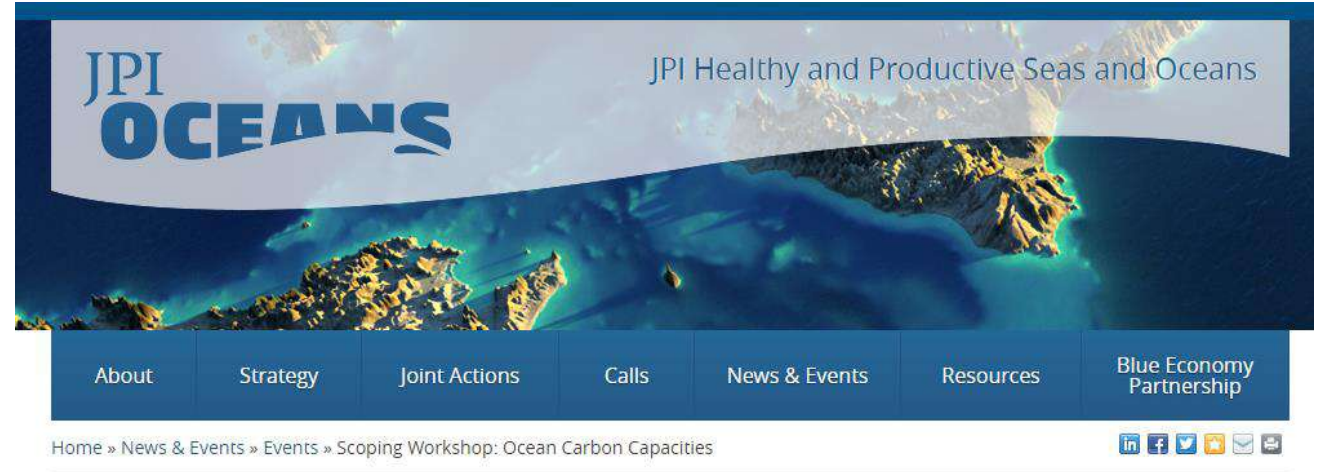 JPI
OCEANS
JPI Healthy and Productive Seas and Oceans
About
Strategy
Joint Actions
Calls
News & Events
Resources
Blue Economy
Partnership
Home » News & Events » Events » Scoping Workshop: Ocean Carbon Capacities